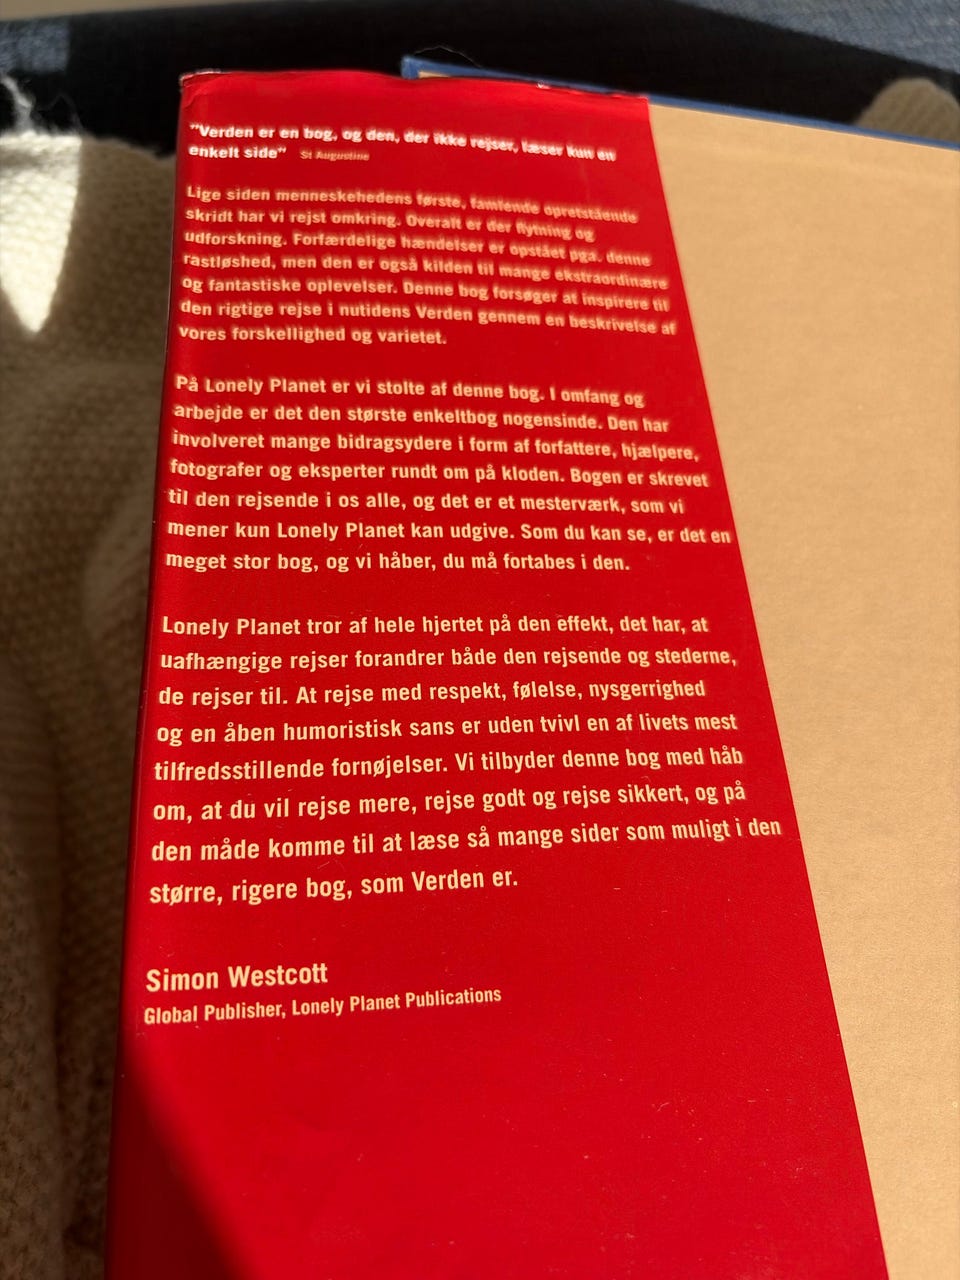 "Verden er en bog, og den, der ikke rejser, læser kun en
enkelt side" St Augustine
Lige siden menneskehedens første, famlende opretstående
skridt har vi rejst omkring. Overalt er der flytning og
udforskning. Forfærdelige hændelser er opstået pga. denne
rastløshed, men den er også kilden til mange ekstraordinære
og fantastiske oplevelser. Denne bog forsøger at inspirere til
den rigtige rejse i nutidens Verden gennem en beskrivelse af
vores forskellighed og varietet.
På Lonely Planet er vi stolte af denne bog. I omfang og
arbejde er det den største enkeltbog nogensinde. Den har
involveret mange bidragsydere i form af forfattere, hjælpere,
fotografer og eksperter rundt om på kloden. Bogen er skrevet
til den rejsende i os alle, og det er et mesterværk, som vi
mener kun Lonely Planet kan udgive. Som du kan se, er det en
meget stor bog, og vi håber, du må fortabes i den.
Lonely Planet tror af hele hjertet på den effekt, det har, at
uafhængige rejser forandrer både den rejsende og stederne,
de rejser til. At rejse med respekt, følelse, nysgerrighed
og en åben humoristisk sans er uden tvivl en af livets mest
tilfredsstillende fornøjelser. Vi tilbyder denne bog med håb
om, at du vil rejse mere, rejse godt og rejse sikkert, og på
den måde komme til at læse så mange sider som muligt i den
større, rigere bog, som Verden er.
Simon Westcott
Global Publisher, Lonely Planet Publications